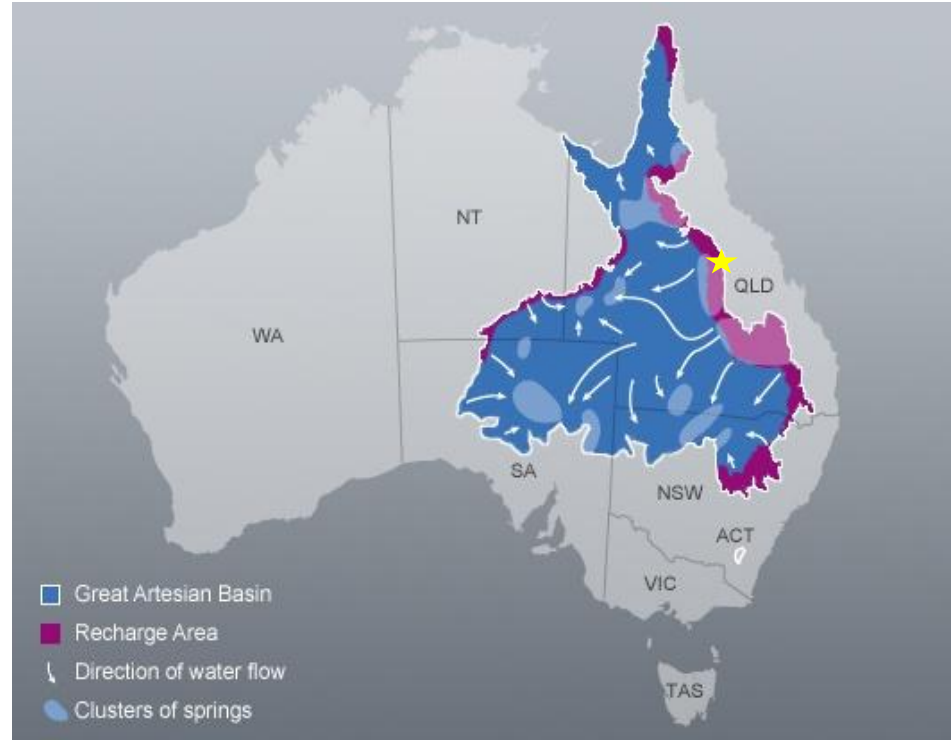 NT
QLD
WA
SA
NSW
ACT
VIC
TAS
Great Artesian Basin
Recharge Area
Direction of water flow
Clusters of springs